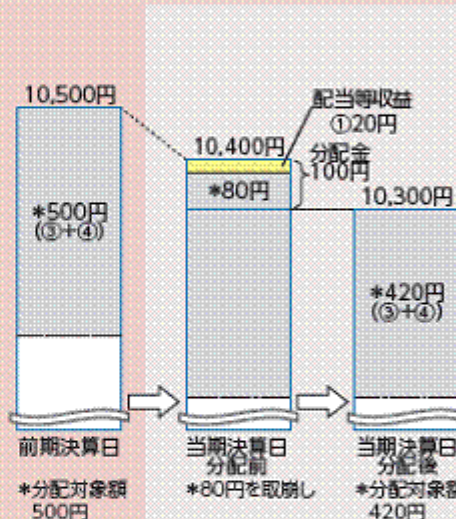 10,500円
配当等収益
①20円
10,400円
分配金
100円
*80円
10,300円
*500円
(③+④)
*420円
(③+④)
前期決算日
当期決算日
分配前
当期決算日
分配後
*分配対象額
500円
*80円を取崩し
*分配対象額
420円